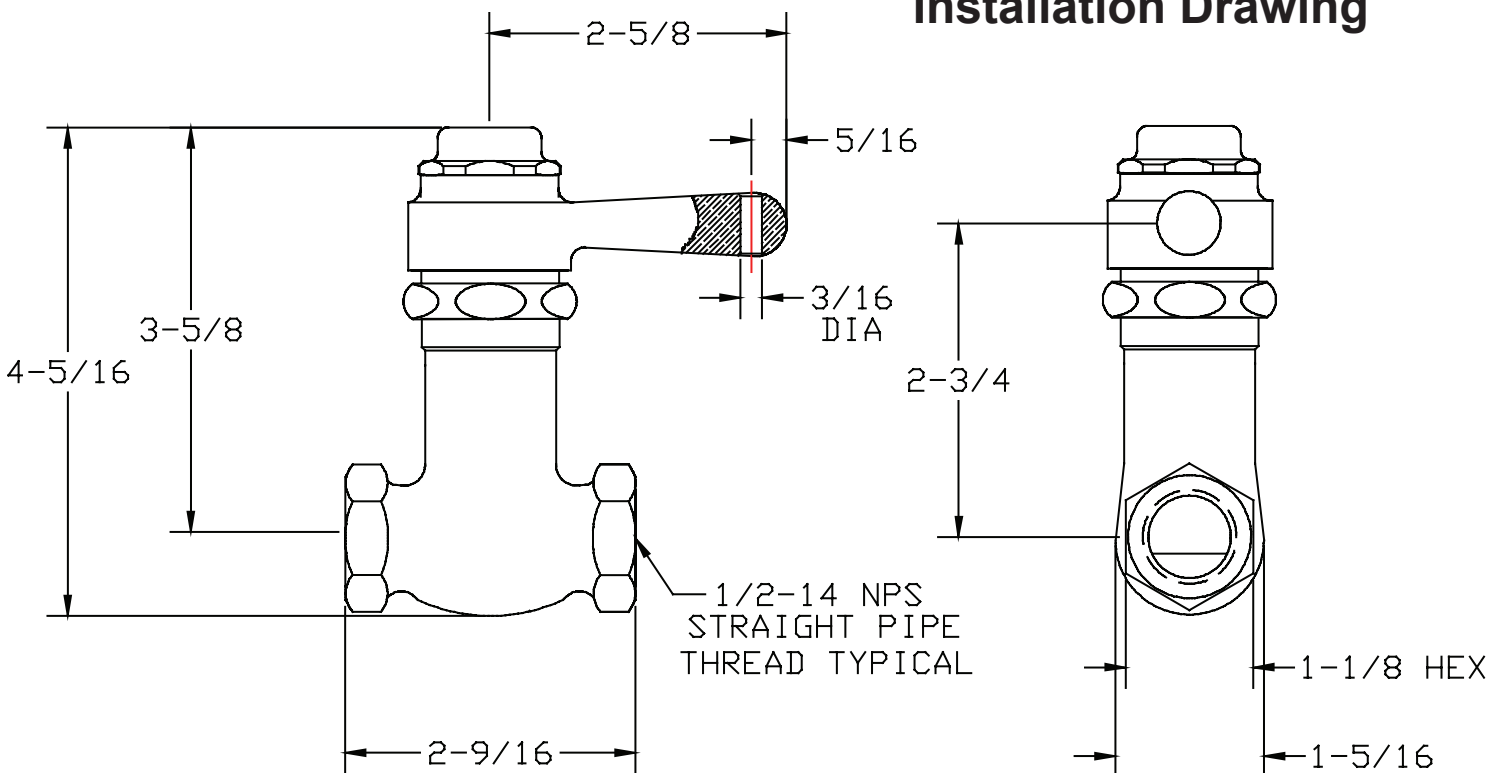 Installation Drawing
2-5/8
5/16
3/16
DIA
3-5/8
4-5/16
2-3/4
1/2-14 NPS
STRAIGHT PIPE
THREAD TYPICAL
1-1/8 HEX
2-9/16
1-5/16